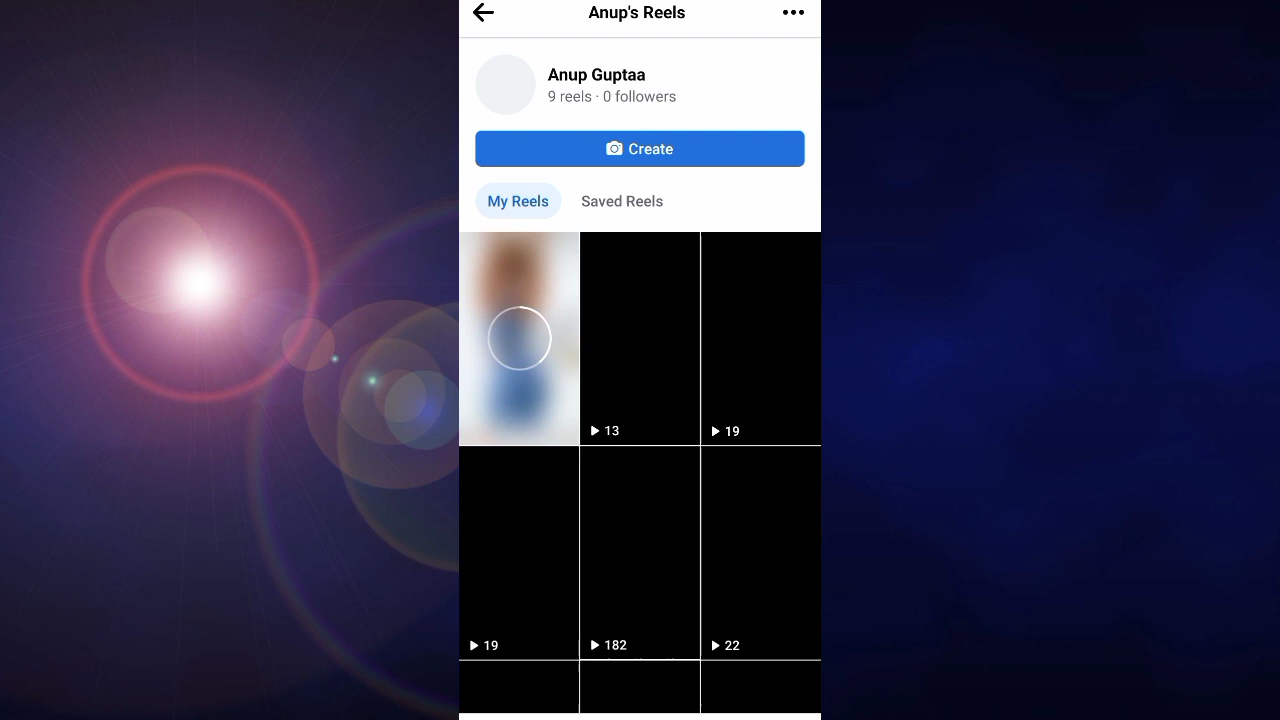 Anup's Reels
Anup Guptaa
9 reels · 0 followers
Create
My Reels
Saved Reels
13
19
19
182
22